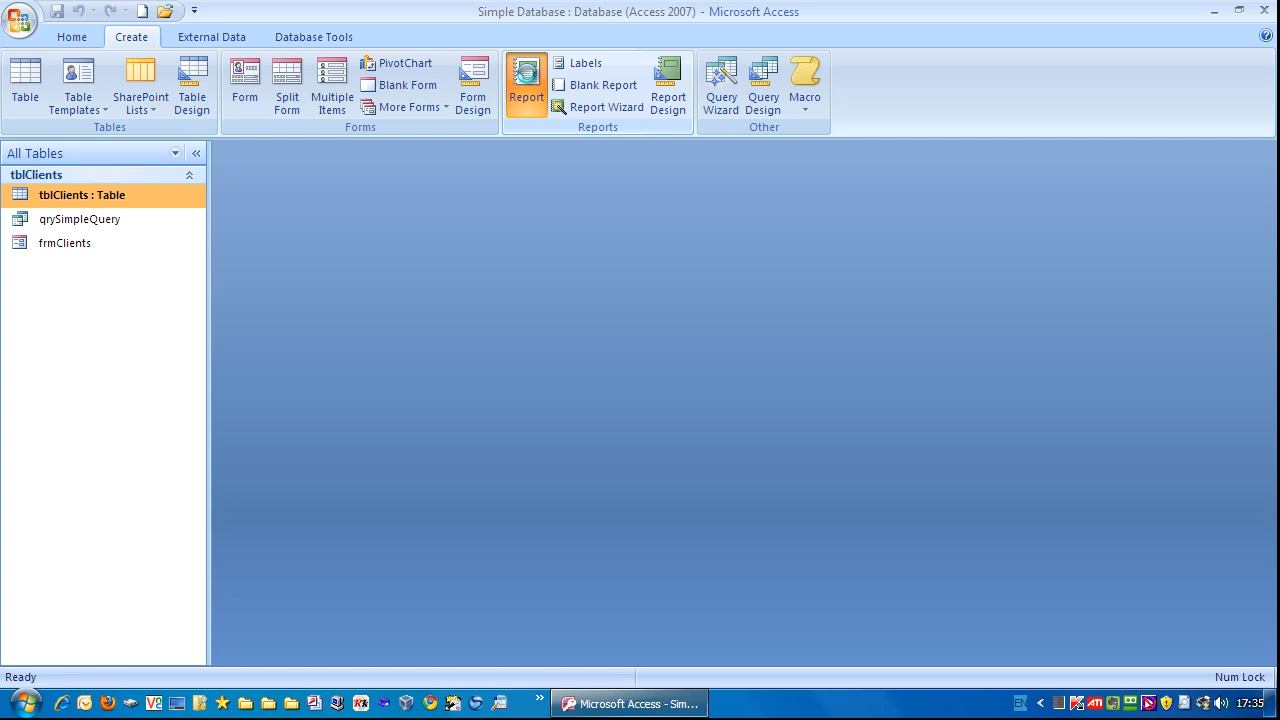 Simple Database : Database (Access 2007) - Microsoft Access
Home Create External Data Database Tools
Table
Table Templates
SharePoint Lists
Table Design
Tables
Form
Split Form
Multiple Items
PivotChart
Blank Form
More Forms
Form Design
Forms
Report
Labels
Blank Report
Report Wizard
Report Design
Reports
Query Wizard
Query Design
Macro
Other
All Tables
tblClients
tblClients : Table
qrySimpleQuery
frmClients
Ready
Num Lock
Microsoft Access - Sim...
EN
ATI
17:35